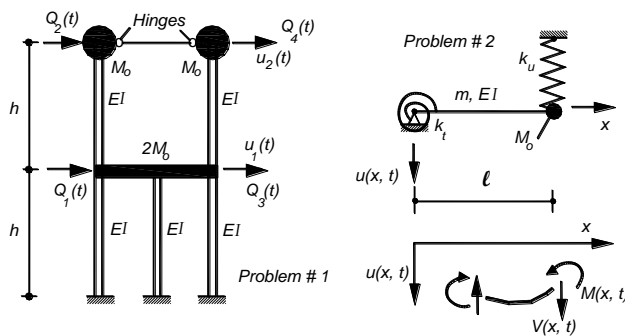 Q₂(t)
Hinges
Q₄(t)
u₂(t)
Mₒ
Mₒ
h
EI
EI
2Mₒ
u₁(t)
Q₁(t)
Q₃(t)
h
EI
EI
EI
Problem # 1
Problem # 2
kᵤ
m, EI
kₜ
Mₒ
x
u(x, t)
ℓ
x
u(x, t)
M(x, t)
V(x, t)